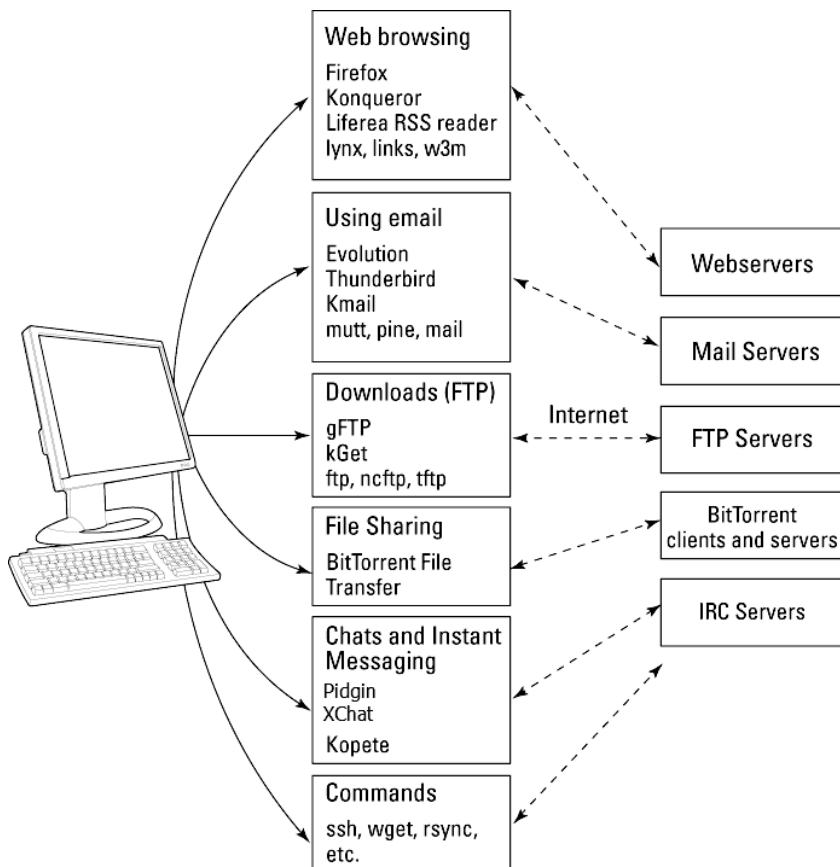 Web browsing
Firefox
Konqueror
Liferea RSS reader
lynx, links, w3m
Using email
Evolution
Thunderbird
Kmail
mutt, pine, mail
Downloads (FTP)
gFTP
kGet
ftp, ncftp, tftp
File Sharing
BitTorrent File
Transfer
Chats and Instant
Messaging
Pidgin
XChat
Kopete
Commands
ssh, wget, rsync,
etc.
Internet
Webservers
Mail Servers
FTP Servers
BitTorrent
clients and servers
IRC Servers